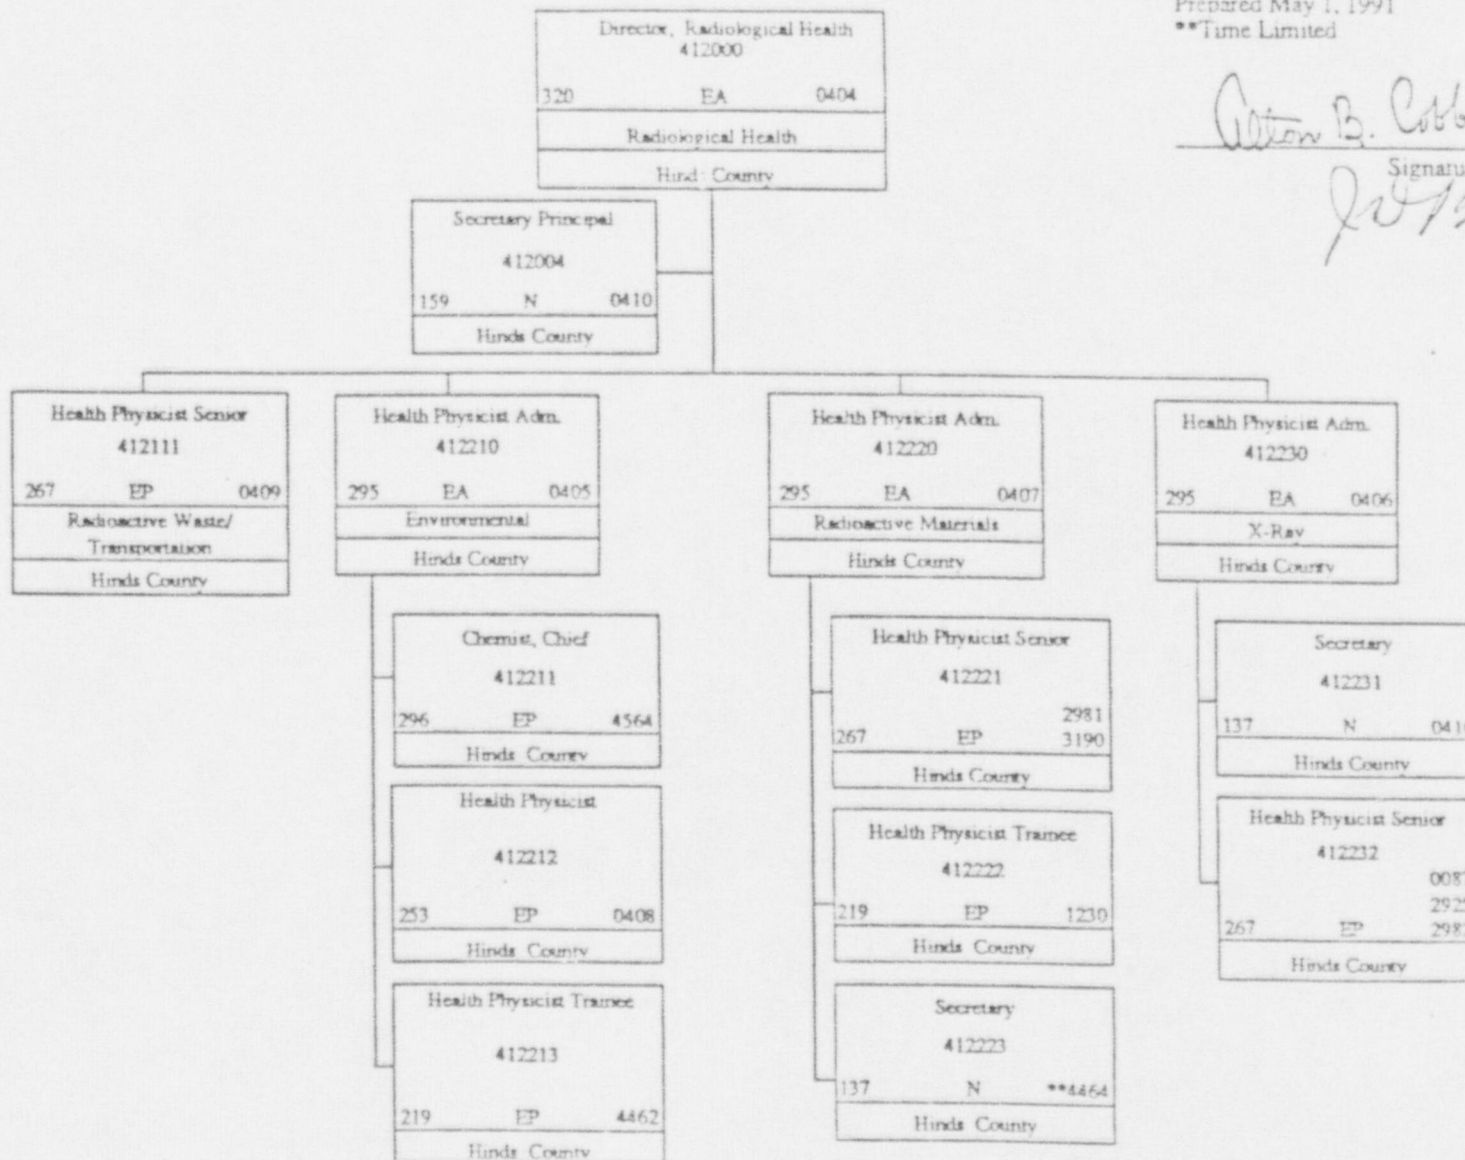 Prepared May 1, 1991
**Time Limited
Alton B. Cobb
Director, Radiological Health
412000
320 EA 0404
Radiological Health
Hind County
Secretary Principal
412004
159 N 0410
Hinds County
Health Physicist Senior
412111
267 EP 0409
Radioactive Waste/
Transportation
Hinds County
Health Physicist Adm.
412210
295 EA 0405
Environmental
Hinds County
Chemist, Chief
412211
296 EP 4564
Hinds County
Health Physicist
412212
253 EP 0408
Hinds County
Health Physicist Trainee
412213
219 EP 4462
Hinds County
Health Physicist Adm.
412220
295 EA 0407
Radioactive Materials
Hinds County
Health Physicist Senior
412221
2981
267 EP 3190
Hinds County
Health Physicist Trainee
412222
219 EP 1230
Hinds County
Secretary
412223
137 N **4464
Hinds County
Health Physicist Adm.
412230
295 EA 0406
X-Ray
Hinds County
Secretary
412231
137 N
Hinds County
Health Physicist Senior
412232
267 EP
Hinds County